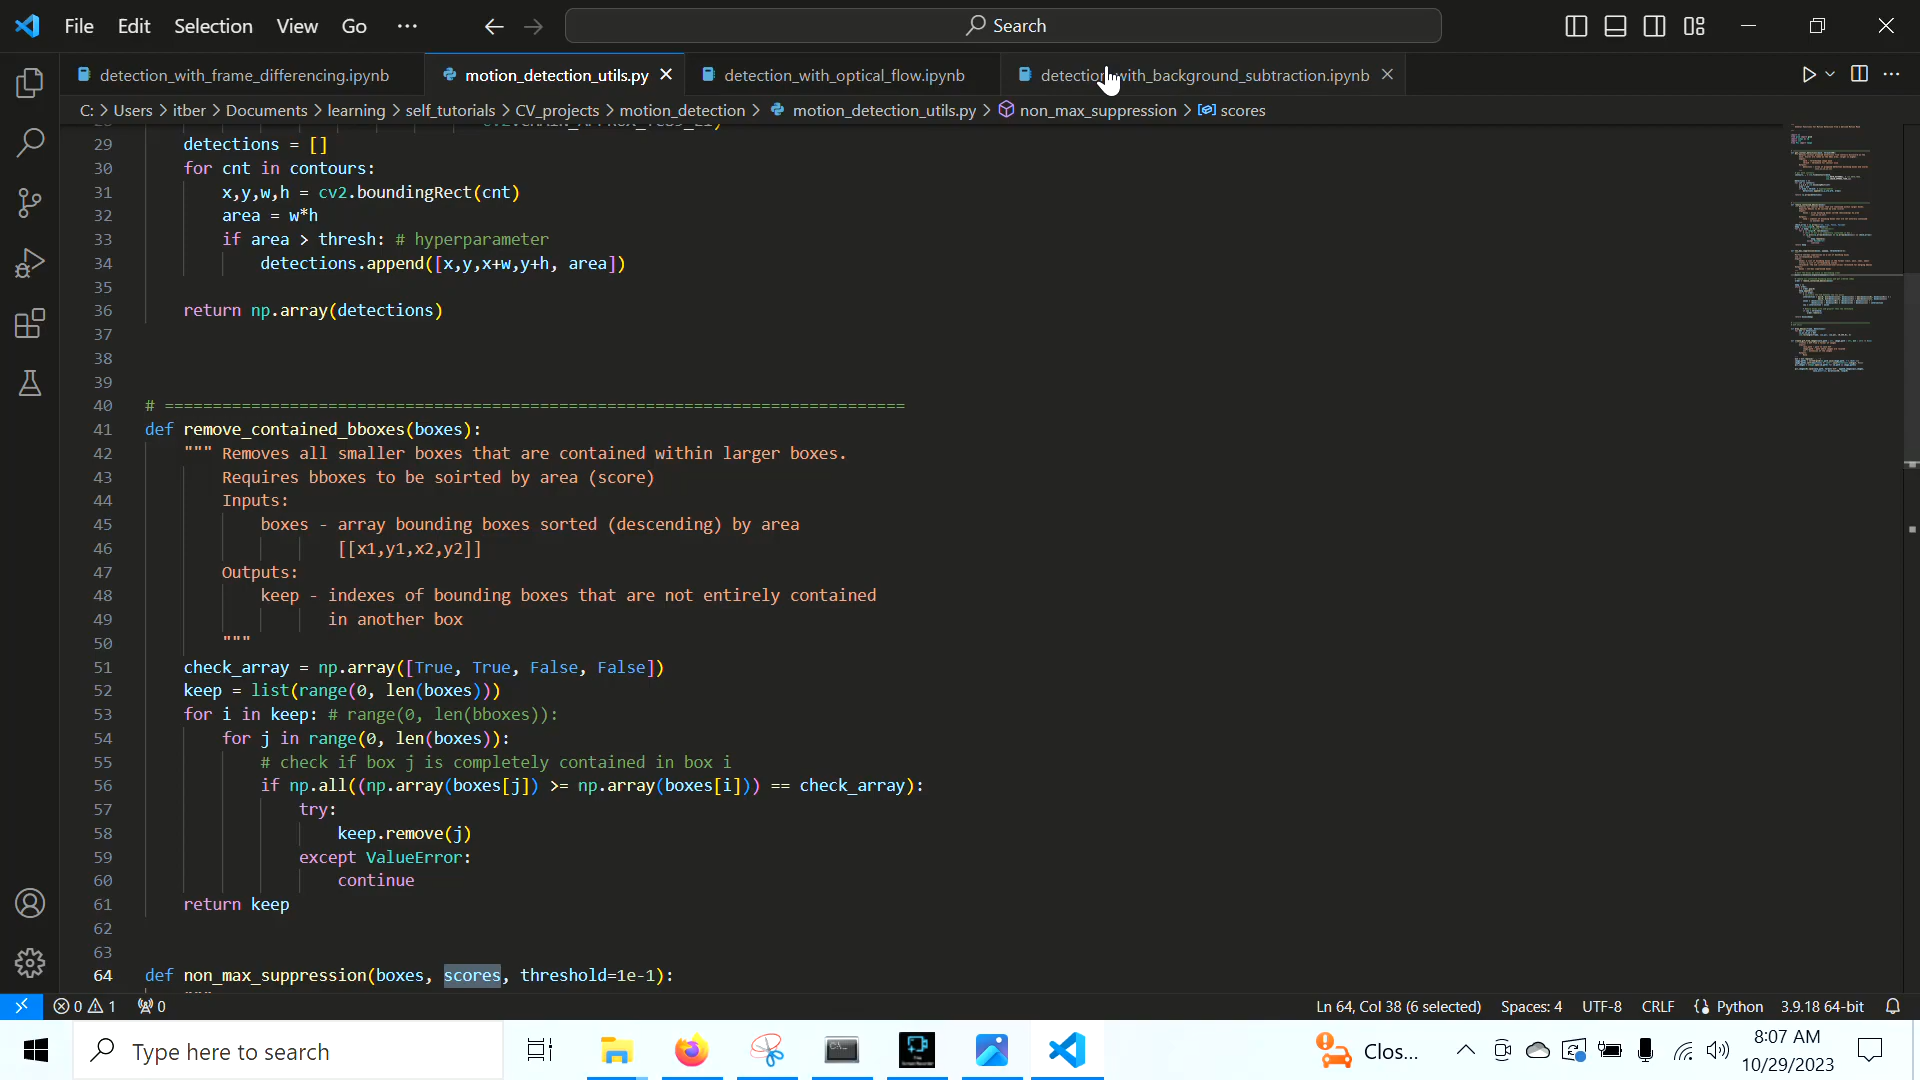 File Edit Selection View Go ··· Search
detection_with_frame_differencing.ipynb motion_detection_utils.py detection_with_optical_flow.ipynb detection_with_background_subtraction.ipynb
C: > Users > itber > Documents > learning > self_tutorials > CV_projects > motion_detection > motion_detection_utils.py > non_max_suppression > scores
29 detections = []
30 for cnt in contours:
31 x,y,w,h = cv2.boundingRect(cnt)
32 area = w*h
33 if area > thresh: # hyperparameter
34 detections.append([x,y,x+w,y+h, area])
35
36 return np.array(detections)
37
38
39
40 # =============================================================================
41 def remove_contained_bboxes(boxes):
42 """ Removes all smaller boxes that are contained within larger boxes.
43 Requires bboxes to be soirted by area (score)
44 Inputs:
45 boxes - array bounding boxes sorted (descending) by area
46 [[x1,y1,x2,y2]]
47 Outputs:
48 keep - indexes of bounding boxes that are not entirely contained
49 in another box
50 """
51 check_array = np.array([True, True, False, False])
52 keep = list(range(0, len(boxes)))
53 for i in keep: # range(0, len(bboxes)):
54 for j in range(0, len(boxes)):
55 # check if box j is completely contained in box i
56 if np.all((np.array(boxes[j]) >= np.array(boxes[i])) == check_array):
57 try:
58 keep.remove(j)
59 except ValueError:
60 continue
61 return keep
62
63
64 def non_max_suppression(boxes, scores, threshold=1e-1):
0 1 0 Ln 64, Col 38 (6 selected) Spaces: 4 UTF-8 CRLF Python 3.9.18 64-bit
Type here to search Clos... 8:07 AM
10/29/2023